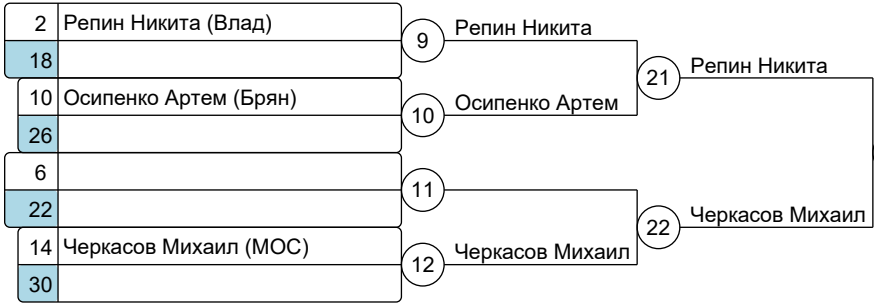 2 Репин Никита (Влад)
9 Репин Никита
18
21 Репин Никита
10 Осипенко Артем (Брян)
10 Осипенко Артем
26
6
11
22
22 Черкасов Михаил
14 Черкасов Михаил (МОС)
12 Черкасов Михаил
30